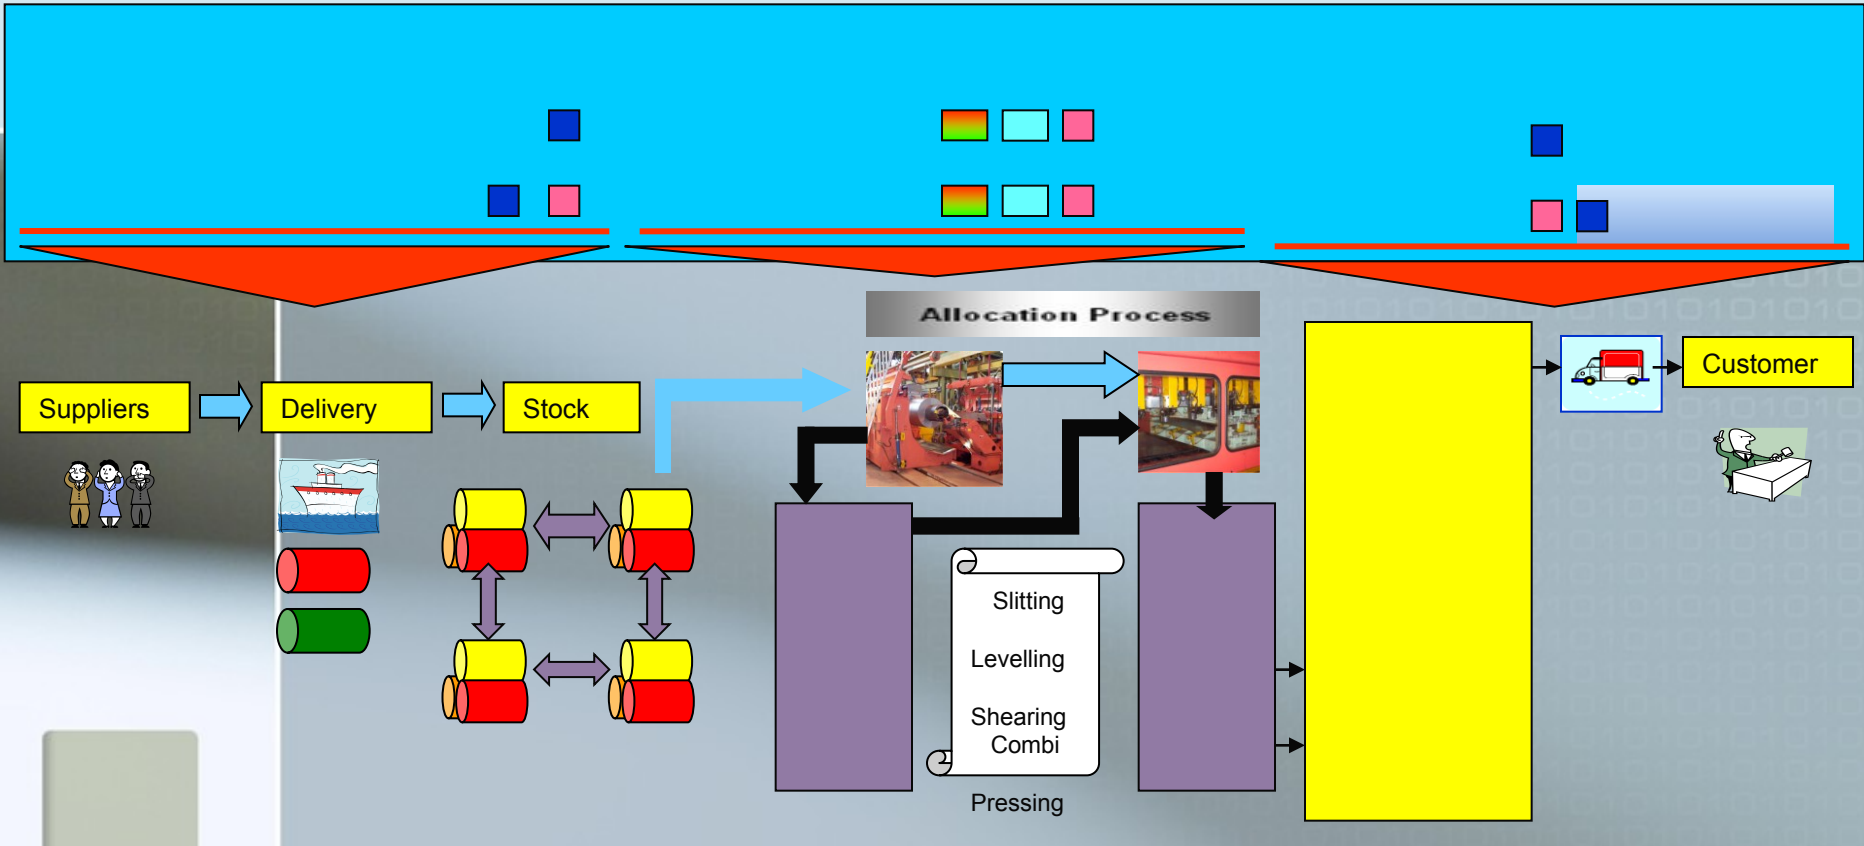 Allocation Process
Suppliers
Delivery
Stock
Customer
Slitting
Levelling
Shearing
Combi
Pressing